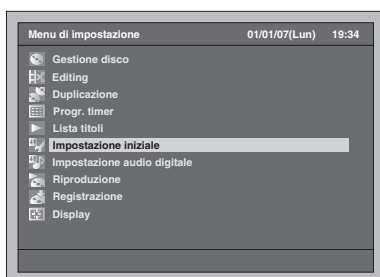 Menu di impostazione 01/01/07(Lun) 19:34
Gestione disco
Editing
Duplicazione
Progr. timer
Lista titoli
Impostazione iniziale
Impostazione audio digitale
Riproduzione
Registrazione
Display